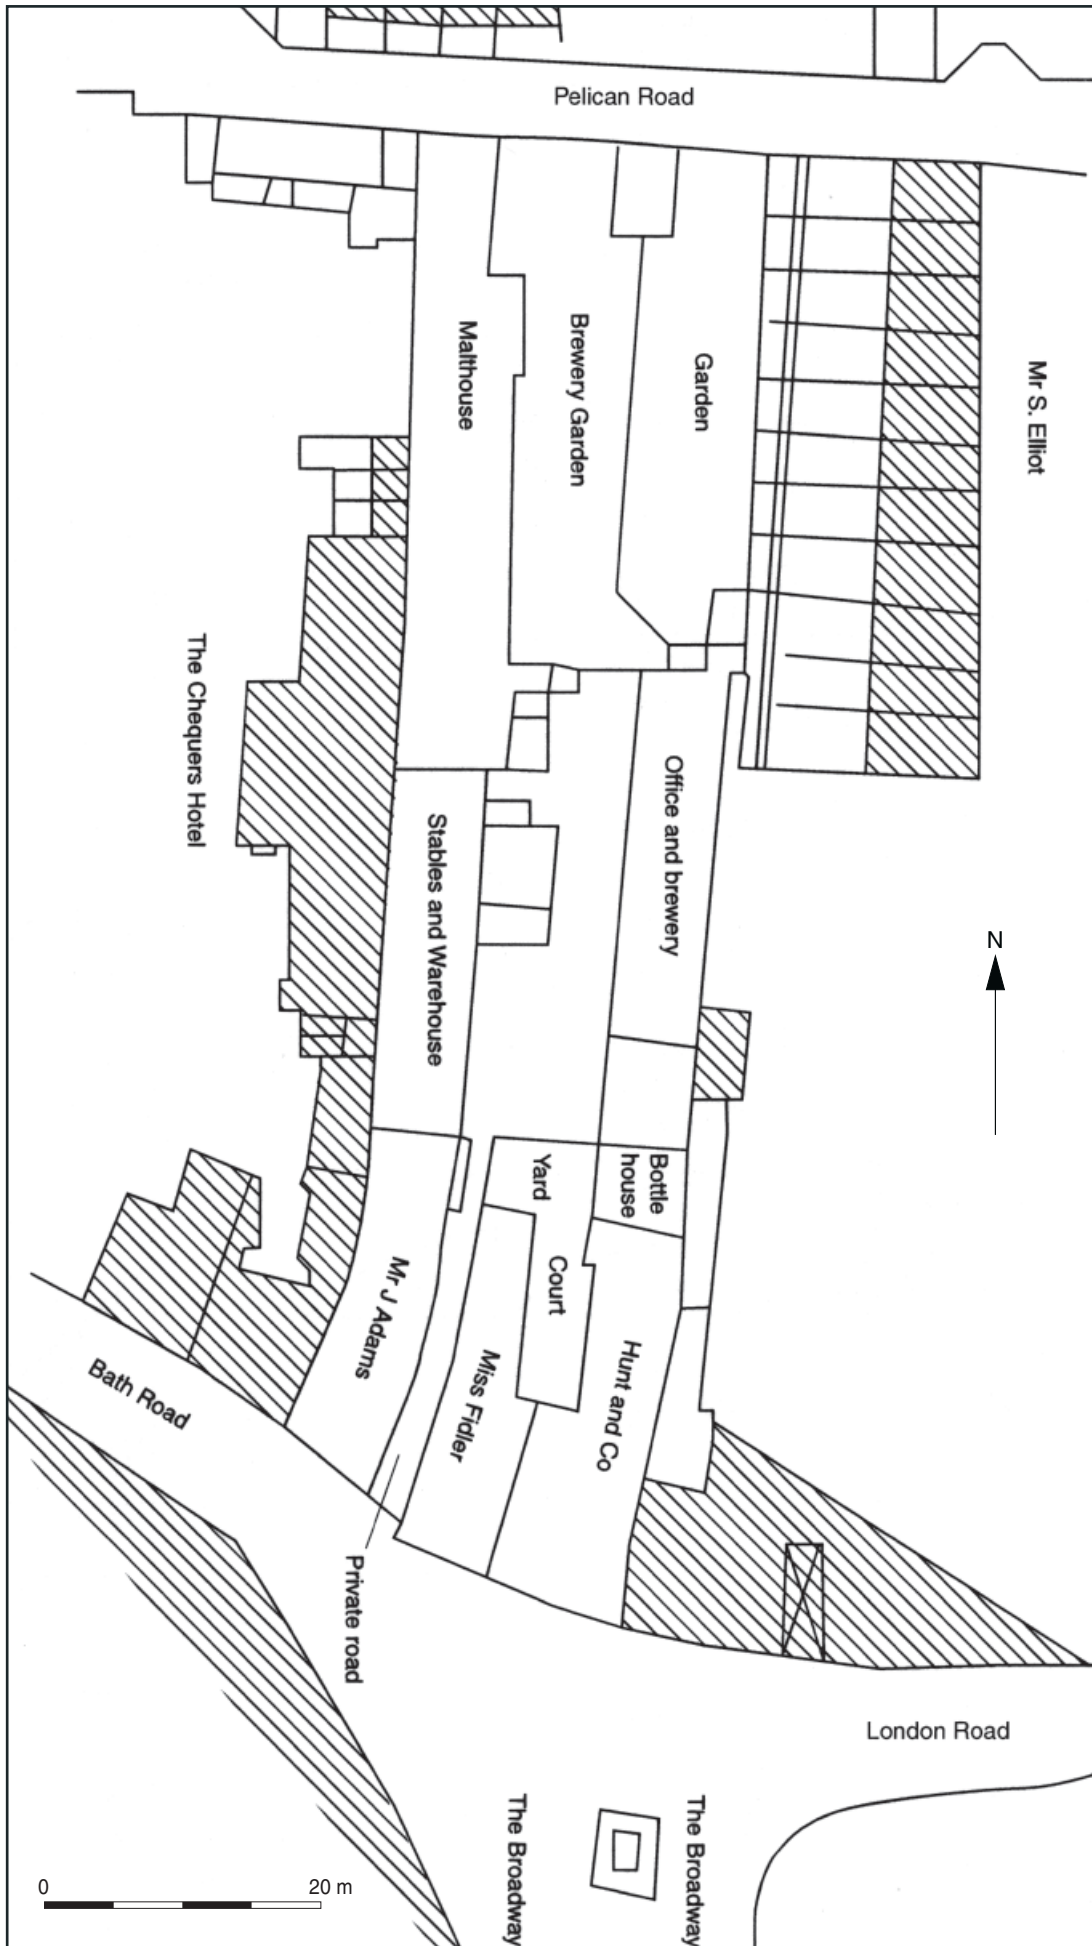 Pelican Road
Malthouse
Brewery Garden
Garden
Mr S. Elliot
The Chequers Hotel
Stables and Warehouse
Office and brewery
N
Yard
Bottle
house
Court
Mr J Adams
Miss Fidler
Hunt and Co
Bath Road
Private road
London Road
The Broadway
The Broadway
0 20 m